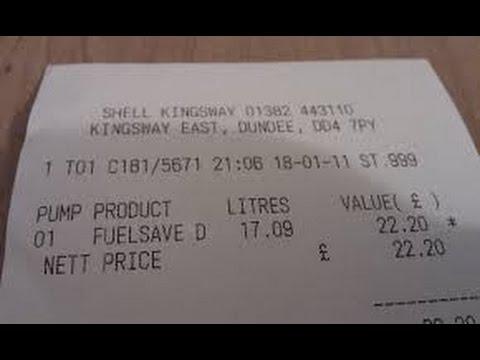 SHELL KINGSWAY 01382 443110
KINGSWAY EAST, DUNDEE, DD4 7PY
1 T01 C181/5671 21:06 18-01-11 ST.999
PUMP PRODUCT LITRES VALUE( £ )
01 FUELSAVE D 17.09 22.20 *
NETT PRICE £ 22.20